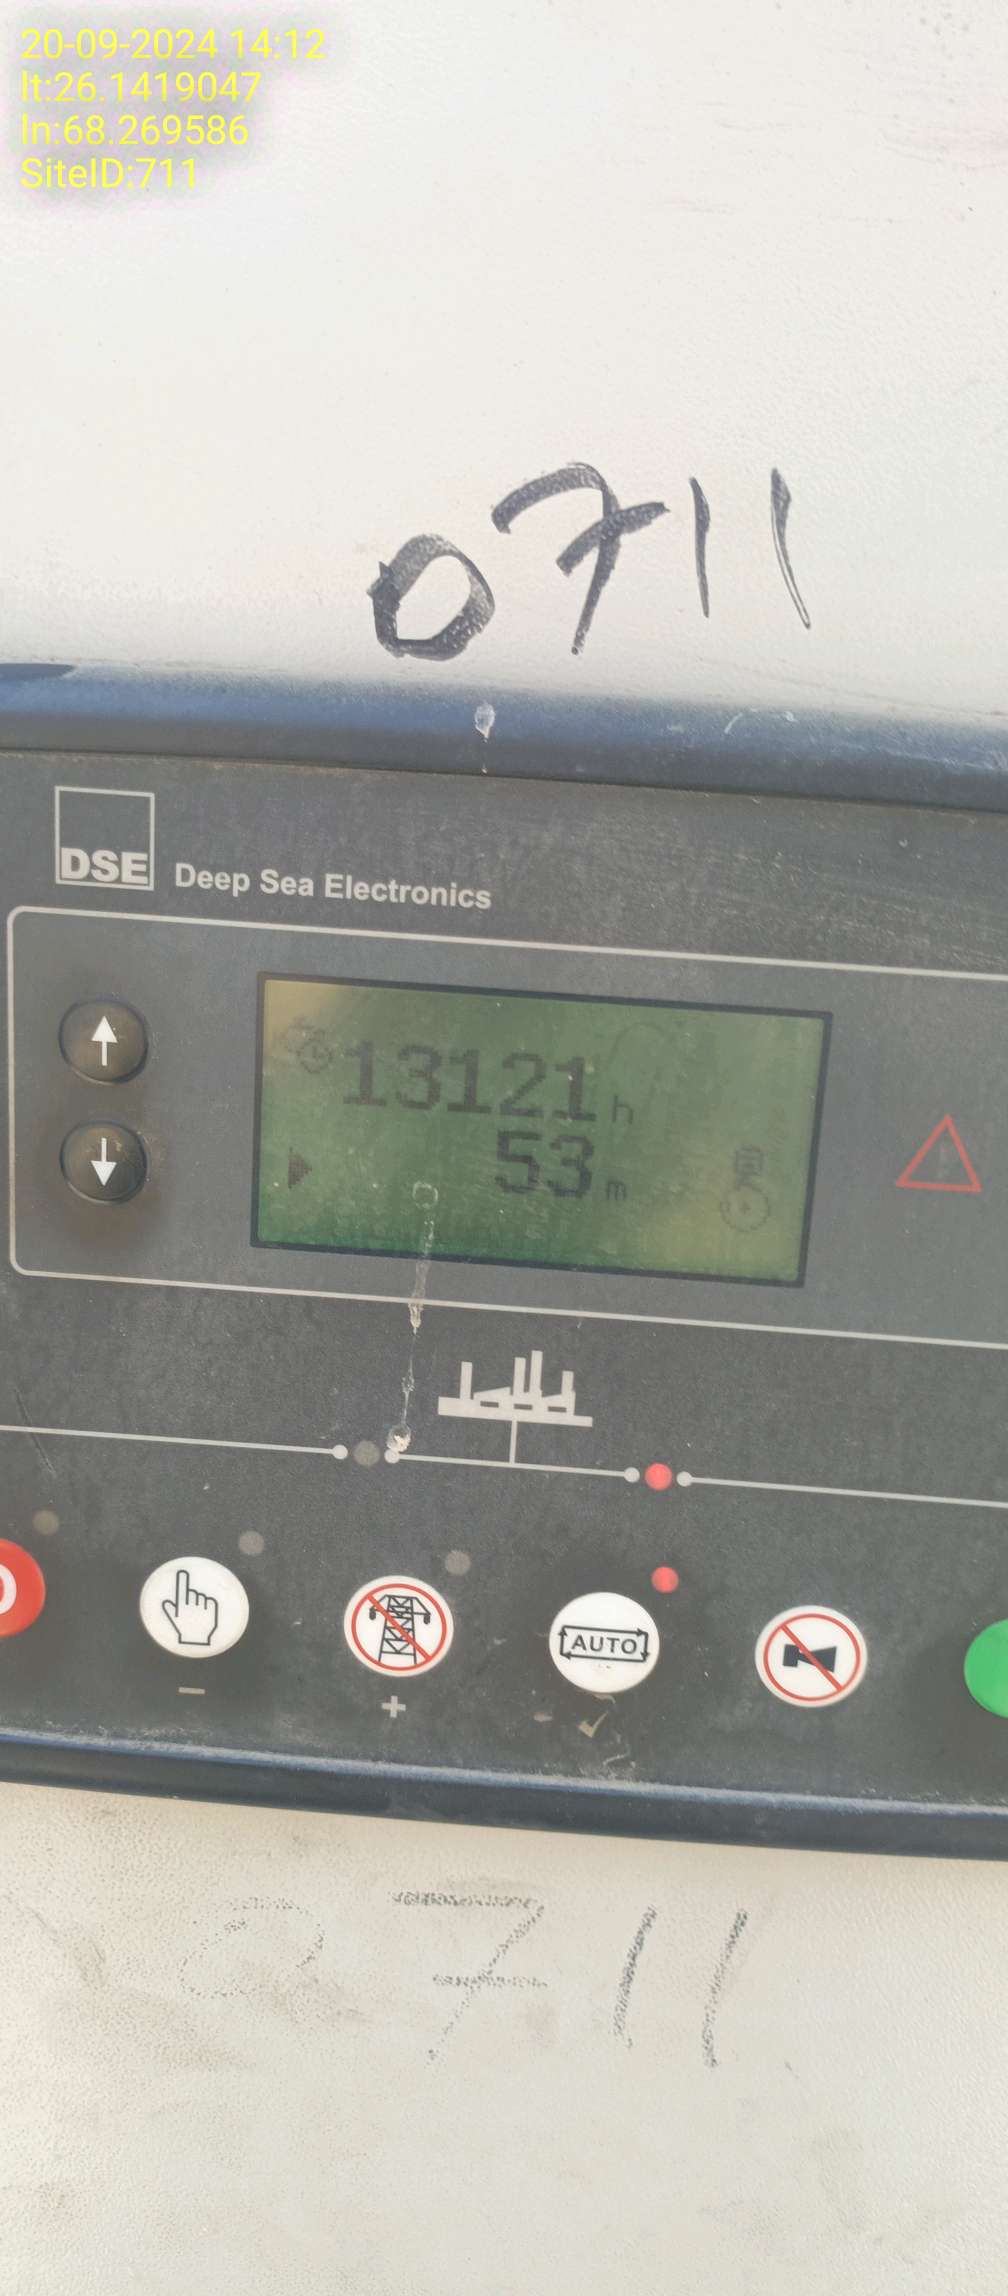 20-09-2024 14:12
lt:26.1419047
ln:68.269586
SiteID:711
0711
DSE
Deep Sea Electronics
13121 h
53 m
AUTO
-
+
0711